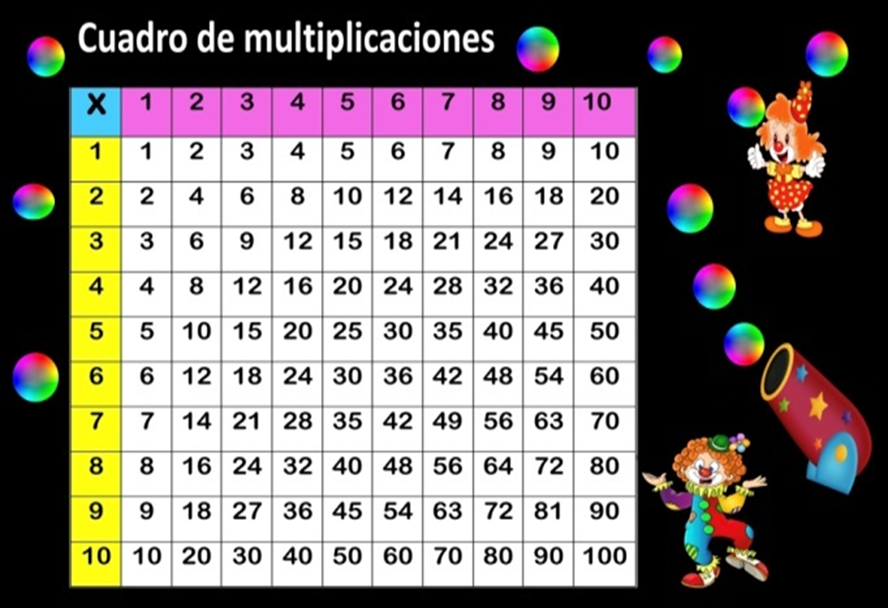 Cuadro de multiplicaciones
X 1 2 3 4 5 6 7 8 9 10
1 1 2 3 4 5 6 7 8 9 10
2 2 4 6 8 10 12 14 16 18 20
3 3 6 9 12 15 18 21 24 27 30
4 4 8 12 16 20 24 28 32 36 40
5 5 10 15 20 25 30 35 40 45 50
6 6 12 18 24 30 36 42 48 54 60
7 7 14 21 28 35 42 49 56 63 70
8 8 16 24 32 40 48 56 64 72 80
9 9 18 27 36 45 54 63 72 81 90
10 10 20 30 40 50 60 70 80 90 100